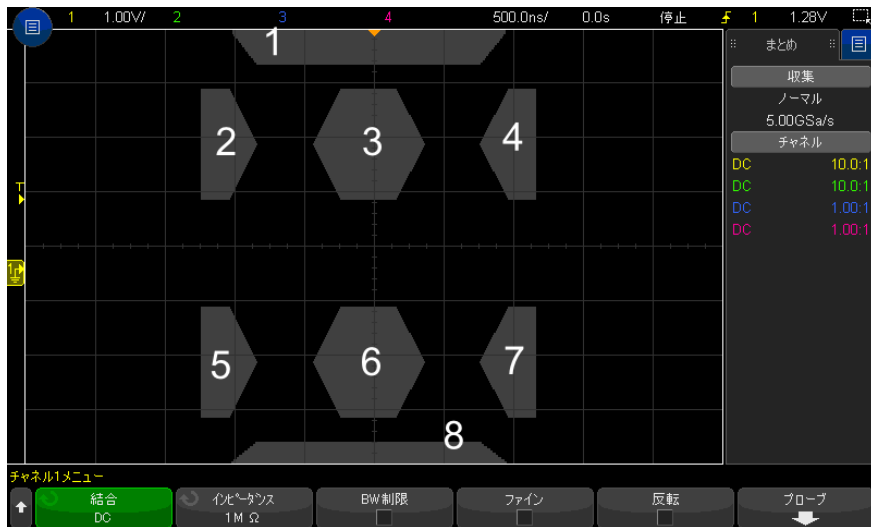 1 1.00V/ 2 3 4 500.0ns/ 0.0s 停止 1 1.28V
まとめ
収集
ノーマル
5.00GSa/s
チャネル
DC 10.0:1
DC 10.0:1
DC 1.00:1
DC 1.00:1
1
2 3 4
T
1
5 6 7
8
チャネル1メニュー
結合
DC
インピーダンス
1M Ω
BW制限
ファイン
反転
プローブ